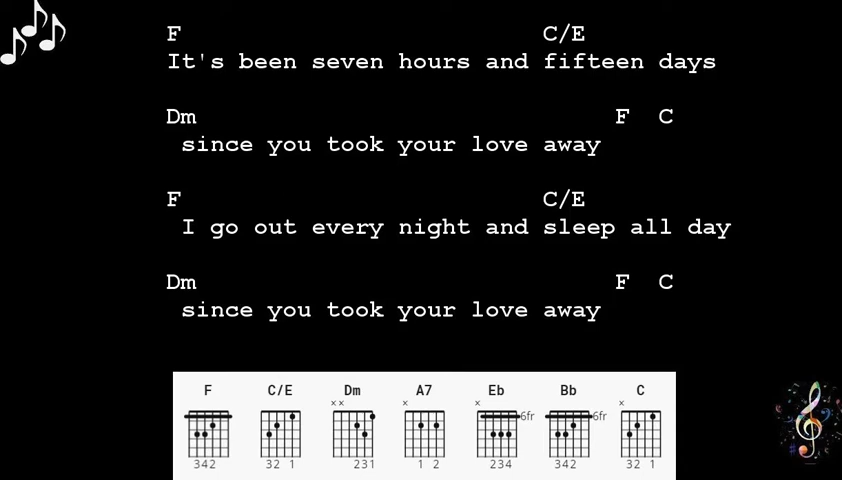 F C/E
It's been seven hours and fifteen days
Dm F C
since you took your love away
F C/E
I go out every night and sleep all day
Dm F C
since you took your love away
F C/E Dm A7 Eb Bb C
×× × × ×
6fr 6fr
342 32 1 231 1 2 234 342 32 1